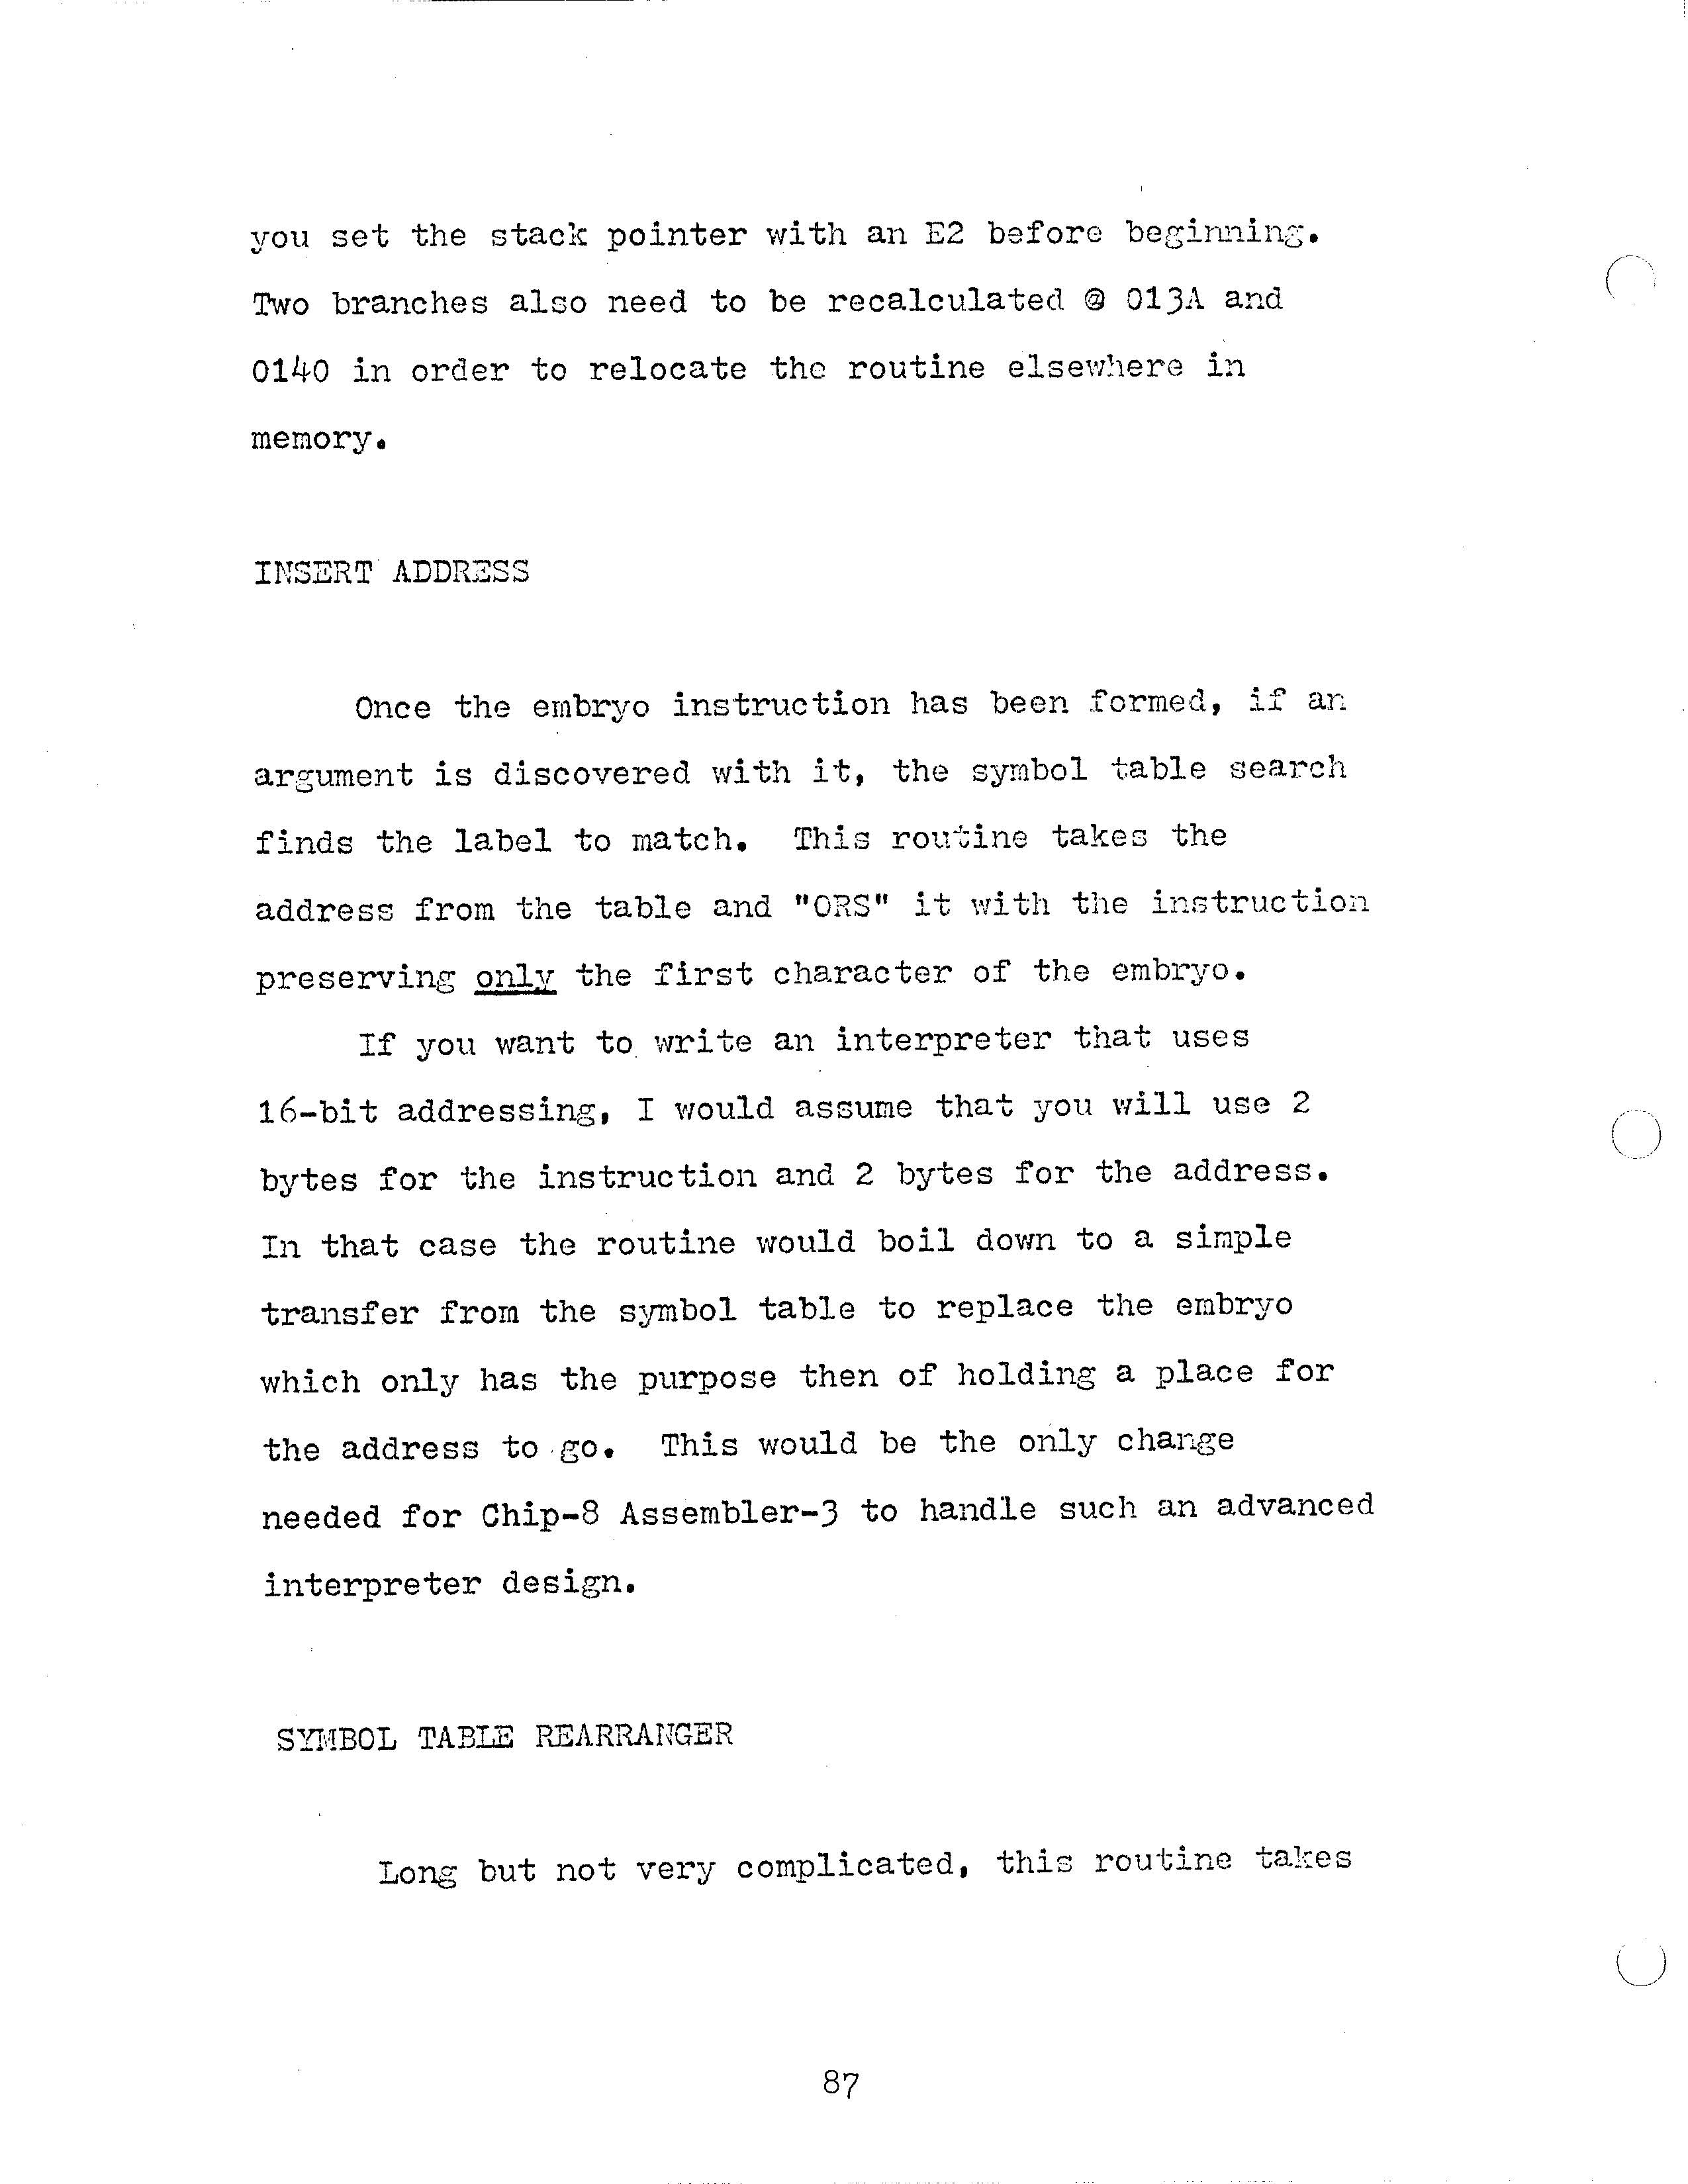 you set the stack pointer with an E2 before beginning.
Two branches also need to be recalculated @ 013A and
0140 in order to relocate the routine elsewhere in
memory.
INSERT ADDRESS
Once the embryo instruction has been formed, if an
argument is discovered with it, the symbol table search
finds the label to match.  This routine takes the
address from the table and "ORS" it with the instruction
preserving only the first character of the embryo.
If you want to write an interpreter that uses
16-bit addressing, I would assume that you will use 2
bytes for the instruction and 2 bytes for the address.
In that case the routine would boil down to a simple
transfer from the symbol table to replace the embryo
which only has the purpose then of holding a place for
the address to go.  This would be the only change
needed for Chip-8 Assembler-3 to handle such an advanced
interpreter design.
SYMBOL TABLE REARRANGER
Long but not very complicated, this routine takes
87